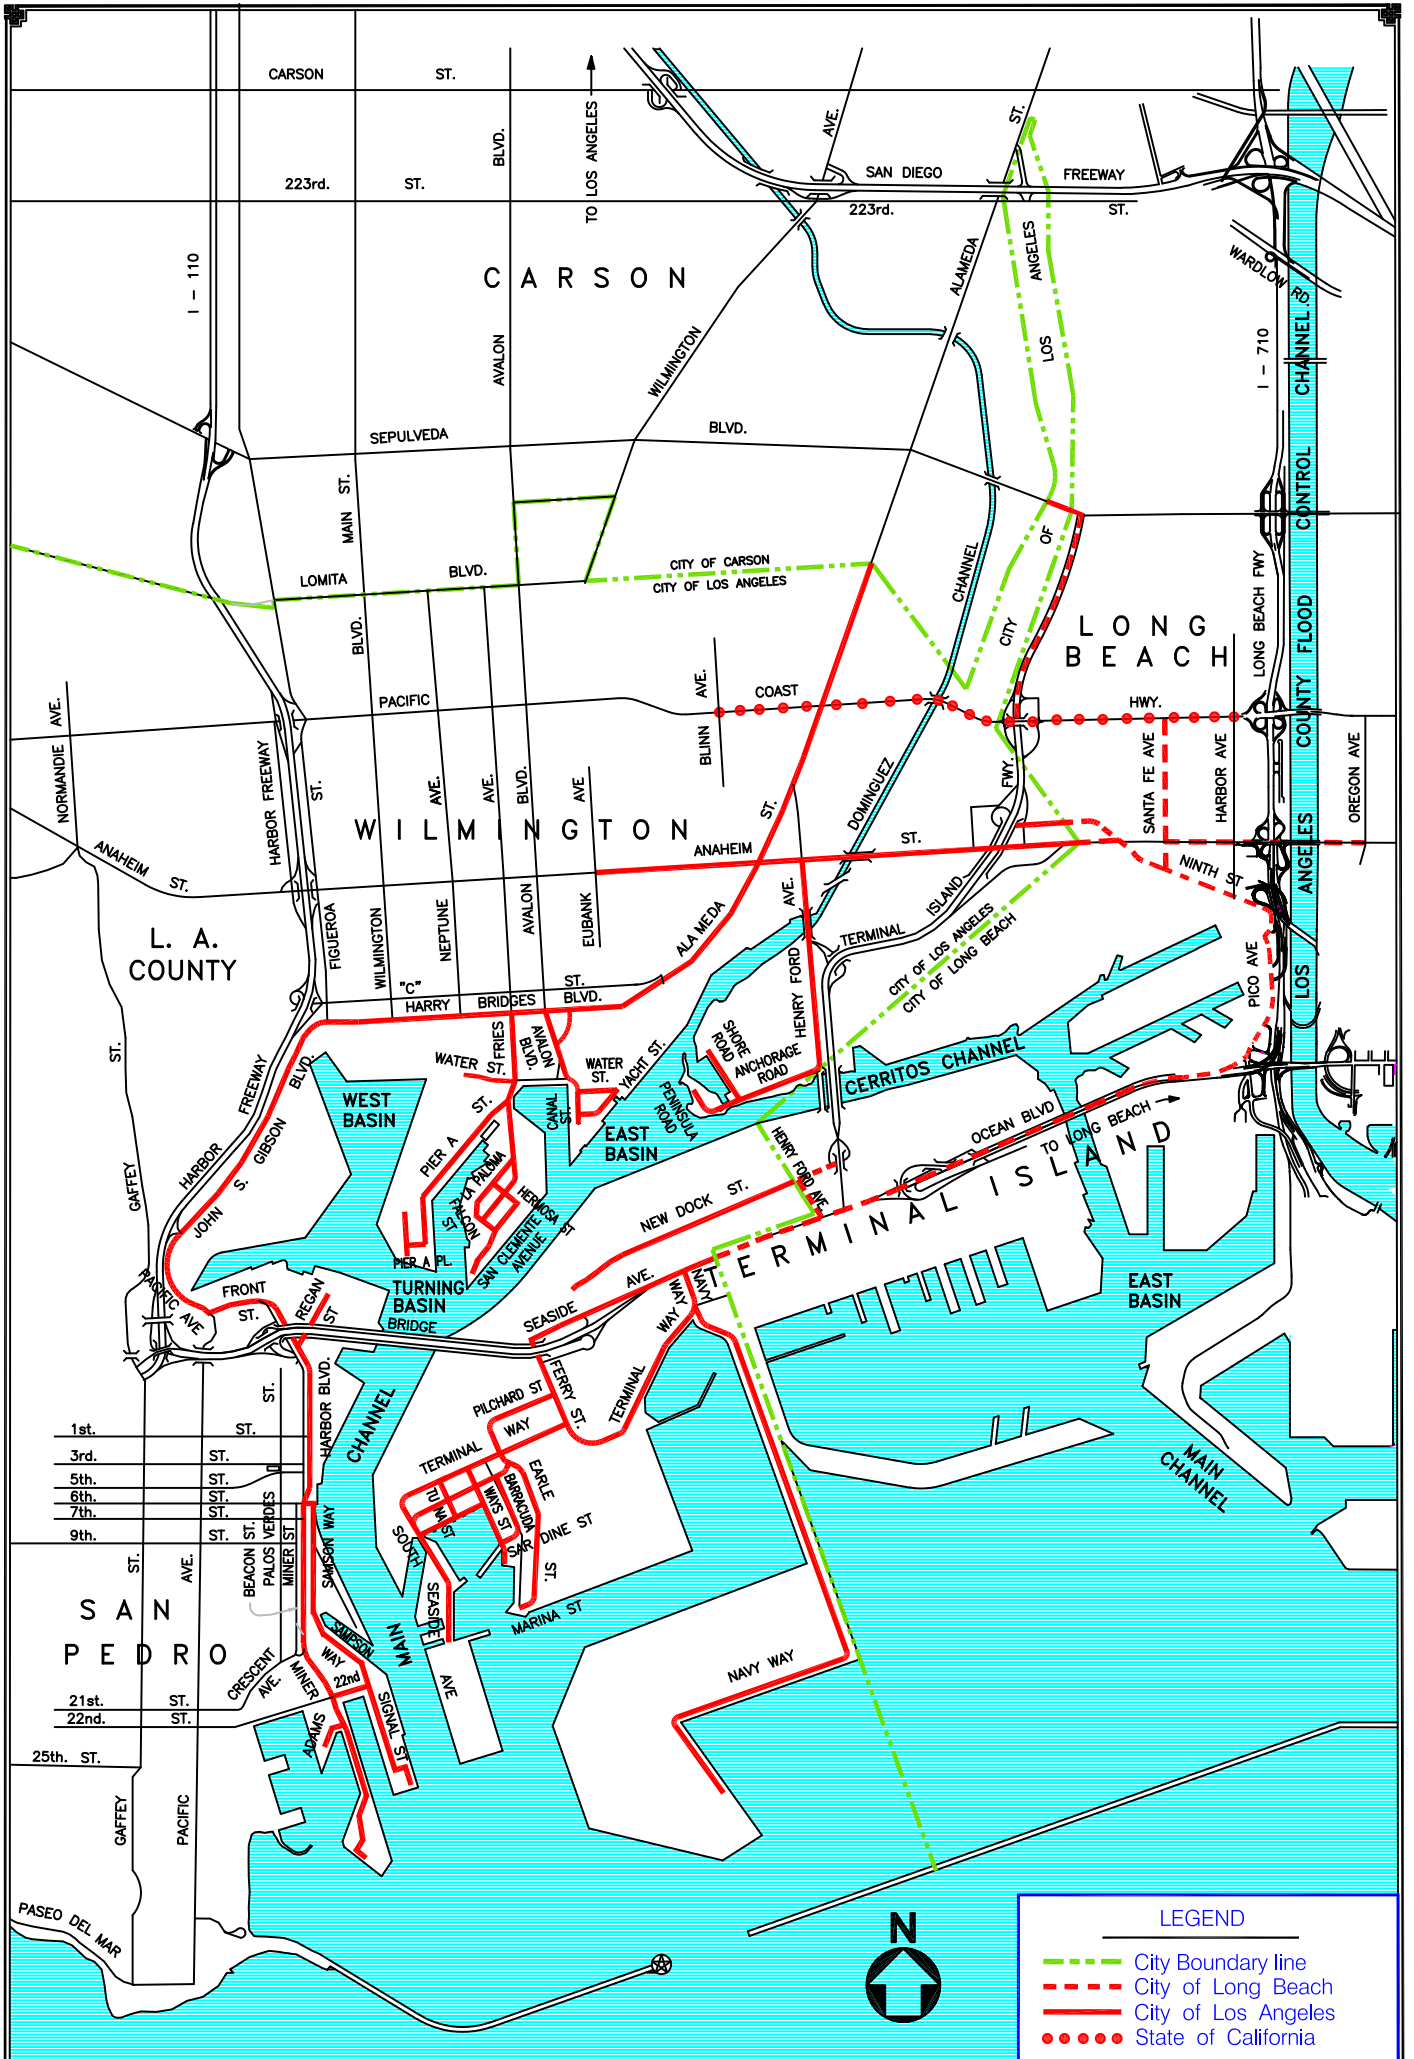 CARSON ST.
TO LOS ANGELES
BLVD.
AVE.
ST.
SAN DIEGO FREEWAY
223rd. ST.
223rd. ST.
I - 110
CARSON
ALAMEDA
LOS ANGELES
WARDLOW RD
I - 710
AVALON
WILMINGTON
SEPULVEDA BLVD.
MAIN ST.
CITY OF
LOMITA BLVD.
CITY OF CARSON
CITY OF LOS ANGELES
CHANNEL
LONG BEACH FWY
LOS ANGELES COUNTY FLOOD CONTROL CHANNEL
LONG
BEACH
BLVD.
PACIFIC
AVE.
COAST
HWY.
BLINN
NORMANDIE AVE.
HARBOR FREEWAY
ST.
AVE.
AVE.
BLVD.
AVE
ST.
DOMINGUEZ
FWY.
SANTA FE AVE
HARBOR AVE
OREGON AVE
WILMINGTON
ANAHEIM ST.
ANAHEIM ST.
NINTH ST
L. A.
COUNTY
FIGUEROA
WILMINGTON
NEPTUNE
AVALON
EUBANK
ALAMEDA
AVE.
HENRY FORD
TERMINAL ISLAND
CITY OF LOS ANGELES
CITY OF LONG BEACH
PICO AVE
"C" ST.
HARRY BRIDGES BLVD.
ST.
FREEWAY
BLVD.
WATER ST.
FRIES
AVALON
BLVD.
WATER
ST.
YACHT ST.
SHORE
ROAD
ANCHORAGE
ROAD
CERRITOS CHANNEL
WEST
BASIN
ST.
CANAL
ST.
EAST
BASIN
PENINSULA
ROAD
OCEAN BLVD
TO LONG BEACH
HARBOR
GIBSON
PIER A
LA PALOMA
HENRY FORD AVE.
GAFFEY
JOHN S.
FALCON
ST
HERMOSA ST
SAN CLEMENTE
AVENUE
NEW DOCK ST.
TERMINAL ISLAND
PIER A PL.
TURNING
BASIN
PACIFIC
AVE
FRONT
ST.
REGAN
ST
BRIDGE
SEASIDE AVE.
NAVY
WAY
EAST
BASIN
WAY
HARBOR BLVD.
CHANNEL
FERRY ST.
TERMINAL
PILCHARD ST
WAY
ST.
1st. ST.
3rd. ST.
5th. ST.
6th. ST.
7th. ST.
9th. ST.
TERMINAL
EARLE
BARRACUDA
WAYS ST
TUNA ST
SOUTH
SARDINE ST
ST.
MAIN
CHANNEL
ST.
AVE.
BEACON ST.
PALOS VERDES
MINER ST
SAMSON WAY
SEASIDE
MARINA ST
SAN
PEDRO
SAMPSON
WAY
MAIN
AVE
NAVY WAY
CRESCENT
AVE.
MINER
22nd
21st. ST.
22nd. ST.
ADAMS
SIGNAL ST
25th. ST.
GAFFEY
PACIFIC
PASEO DEL MAR
N
LEGEND
City Boundary line
City of Long Beach
City of Los Angeles
State of California